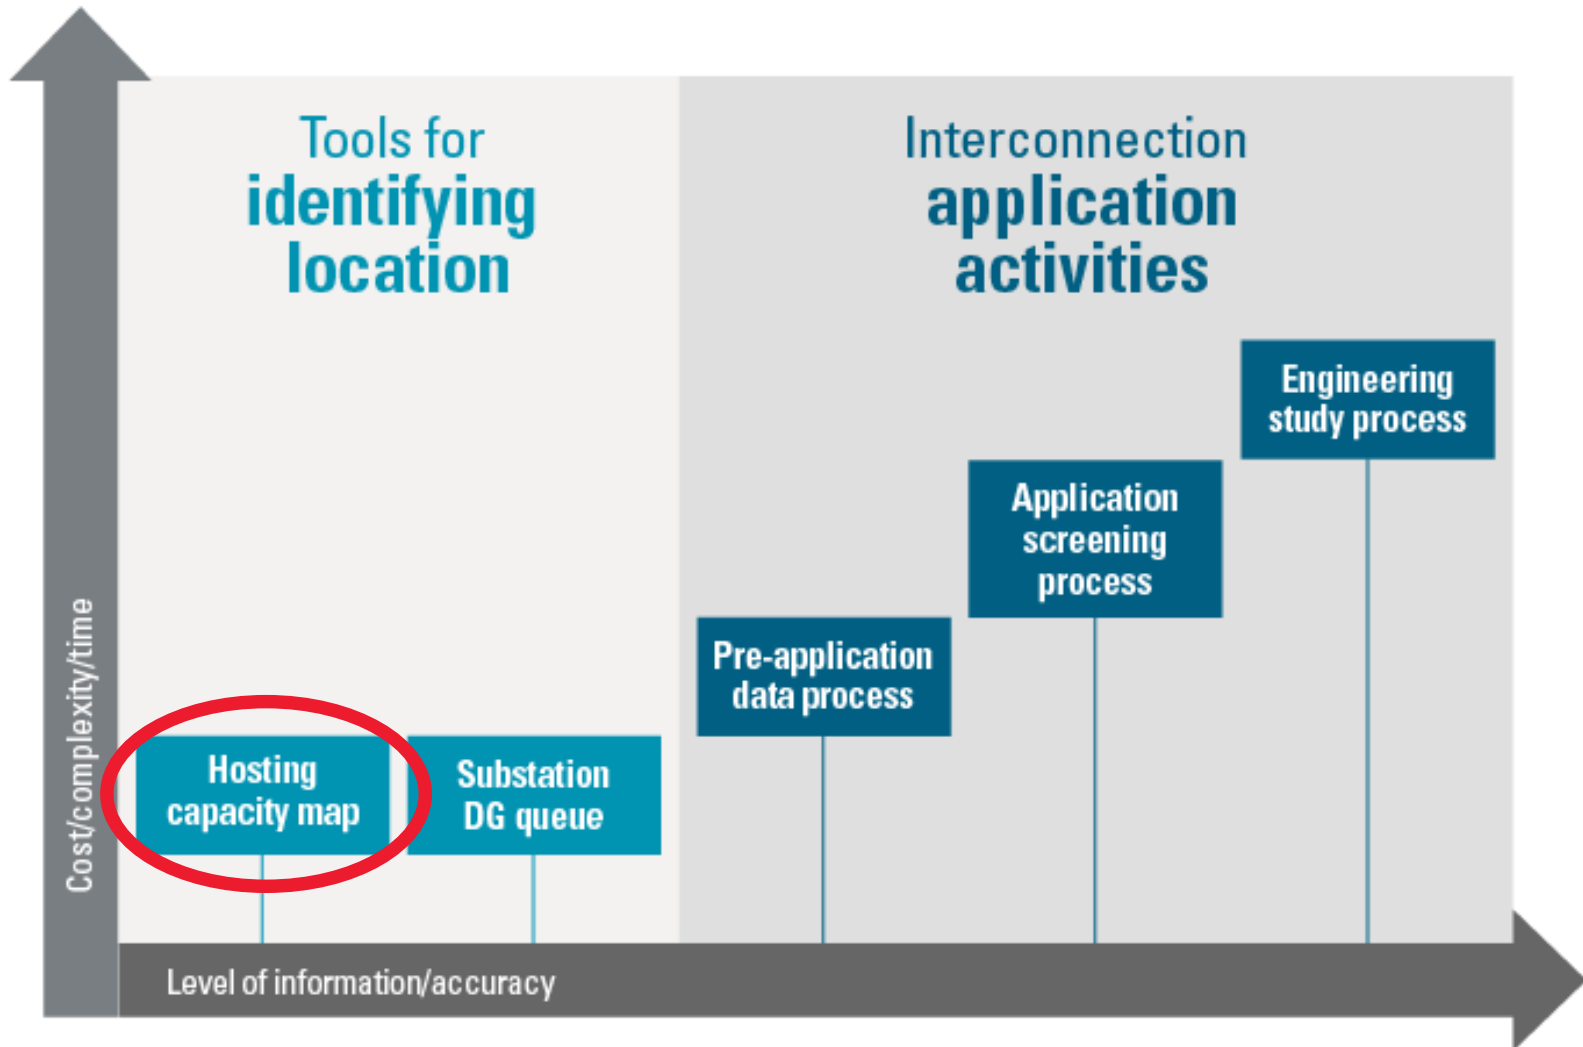 Tools for
identifying
location
Interconnection
application
activities
Engineering
study process
Application
screening
process
Pre-application
data process
Hosting
capacity map
Substation
DG queue
Cost/complexity/time
Level of information/accuracy